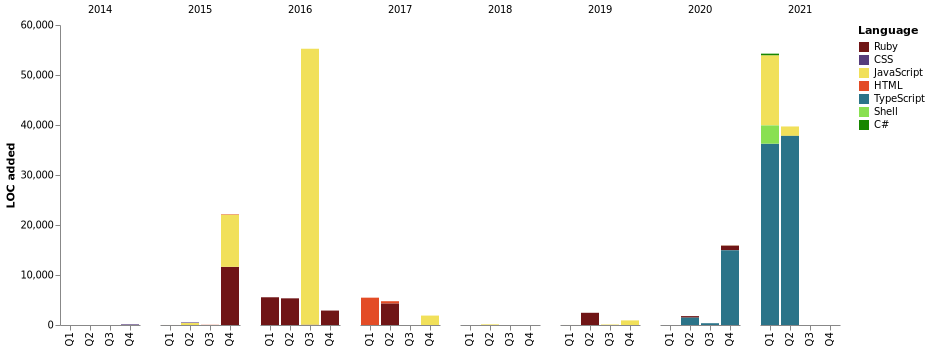 2014 2015 2016 2017 2018 2019 2020 2021
60,000
50,000
40,000
30,000
20,000
10,000
0
LOC added
Q1 Q2 Q3 Q4 Q1 Q2 Q3 Q4 Q1 Q2 Q3 Q4 Q1 Q2 Q3 Q4 Q1 Q2 Q3 Q4 Q1 Q2 Q3 Q4 Q1 Q2 Q3 Q4 Q1 Q2 Q3 Q4
Language
Ruby
CSS
JavaScript
HTML
TypeScript
Shell
C#